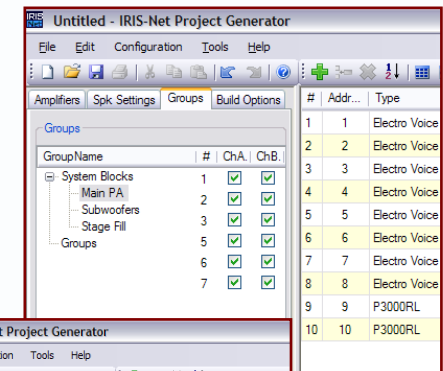 IRIS Untitled - IRIS-Net Project Generator
File Edit Configuration Tools Help
Amplifiers Spk Settings Groups Build Options
# Addr... Type
Groups
GroupName # ChA. ChB.
System Blocks
Main PA
Subwoofers
Stage Fill
Groups
1
2
3
5
6
7
1 1 Electro Voice
2 2 Electro Voice
3 3 Electro Voice
4 4 Electro Voice
5 5 Electro Voice
6 6 Electro Voice
7 7 Electro Voice
8 8 Electro Voice
9 9 P3000RL
10 10 P3000RL
t Project Generator
tion Tools Help